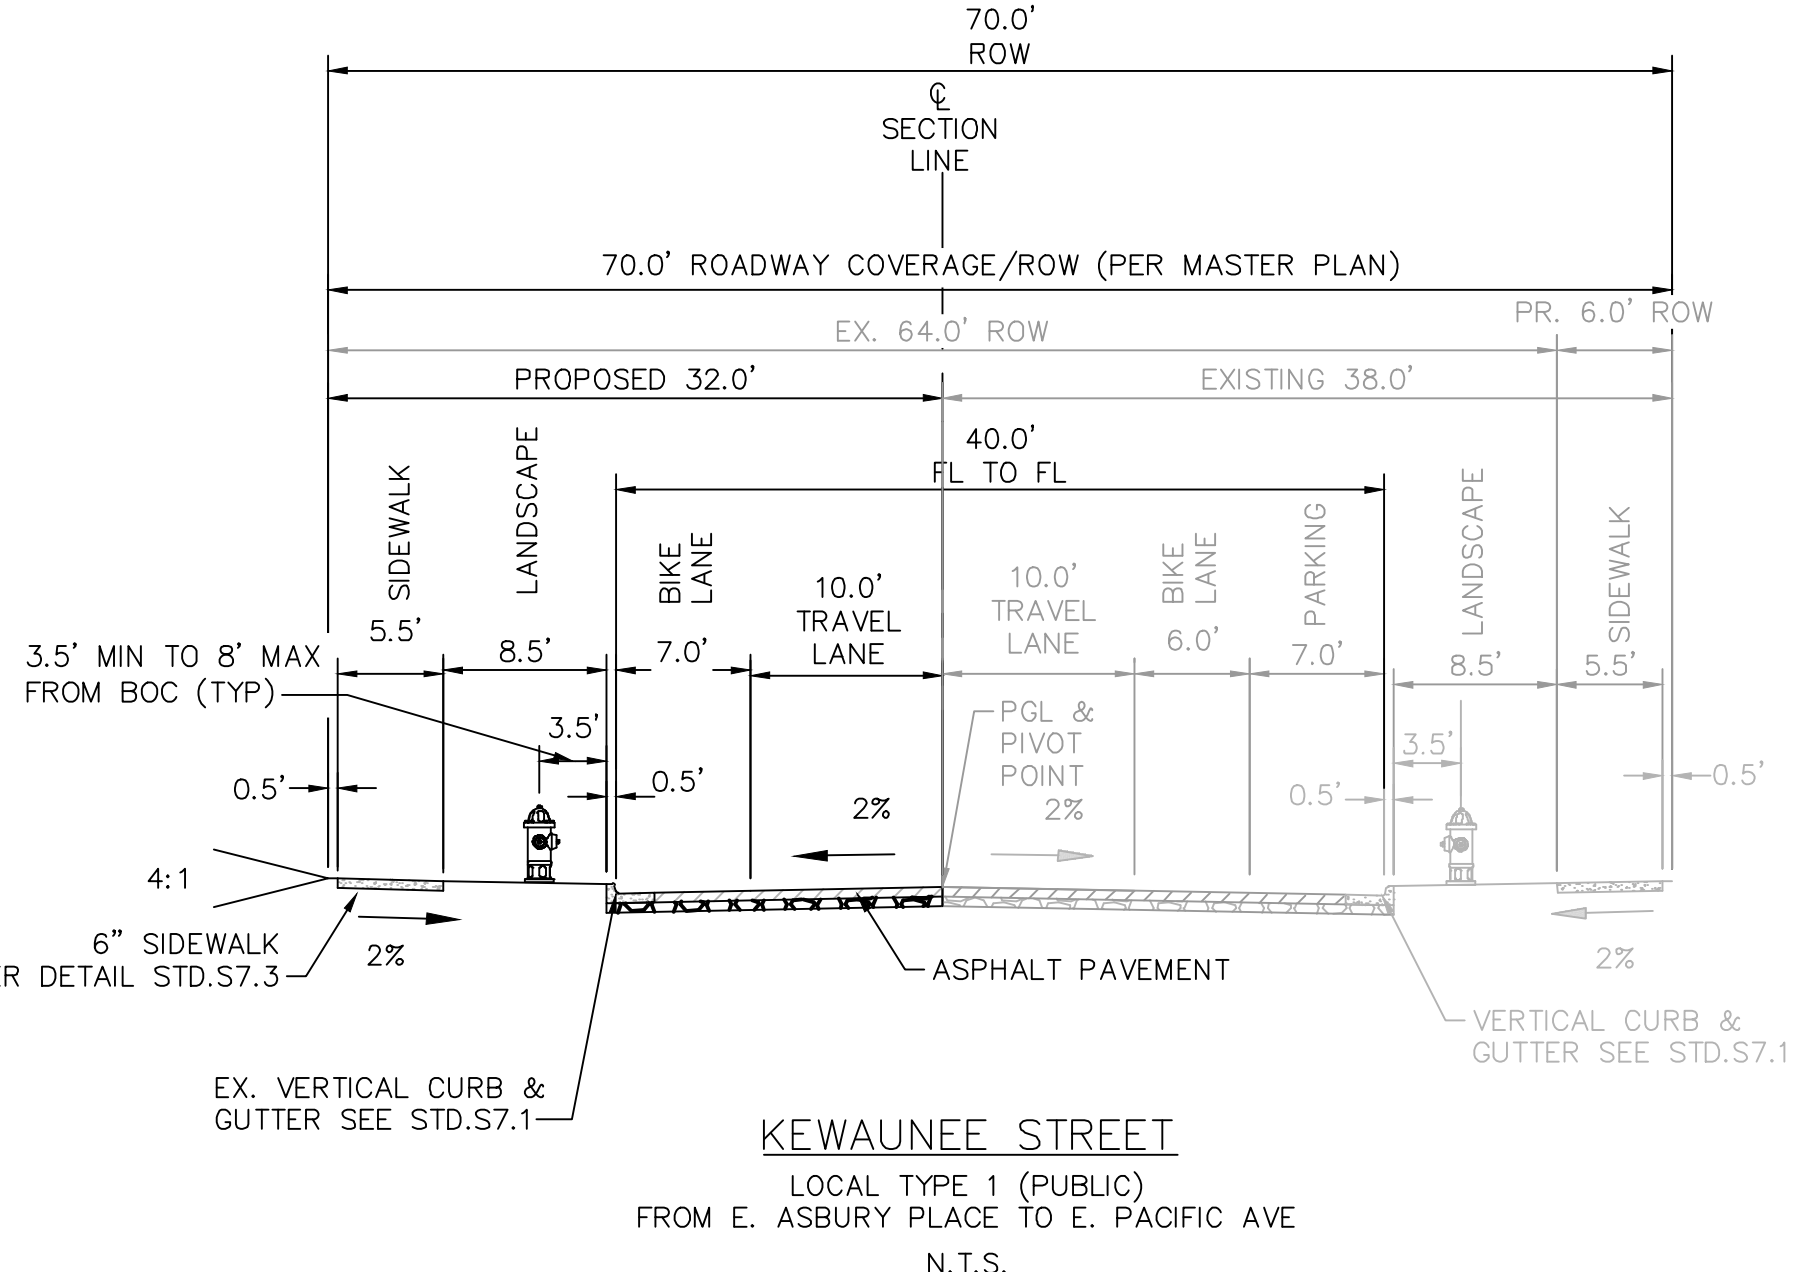 70.0'
ROW
℄
SECTION
LINE
70.0' ROADWAY COVERAGE/ROW (PER MASTER PLAN)
PR. 6.0' ROW
EX. 64.0' ROW
PROPOSED 32.0'
EXISTING 38.0'
40.0'
FL TO FL
SIDEWALK
5.5'
LANDSCAPE
8.5'
BIKE
LANE
7.0'
10.0'
TRAVEL
LANE
10.0'
TRAVEL
LANE
BIKE
LANE
6.0'
PARKING
7.0'
LANDSCAPE
8.5'
SIDEWALK
5.5'
3.5' MIN TO 8' MAX
FROM BOC (TYP)
3.5'
0.5'
0.5'
PGL &
PIVOT
POINT
2%
2%
3.5'
0.5'
0.5'
4:1
6" SIDEWALK
ER DETAIL STD.S7.3
2%
ASPHALT PAVEMENT
2%
VERTICAL CURB &
GUTTER SEE STD.S7.1
EX. VERTICAL CURB &
GUTTER SEE STD.S7.1
KEWAUNEE STREET
LOCAL TYPE 1 (PUBLIC)
FROM E. ASBURY PLACE TO E. PACIFIC AVE
N.T.S.